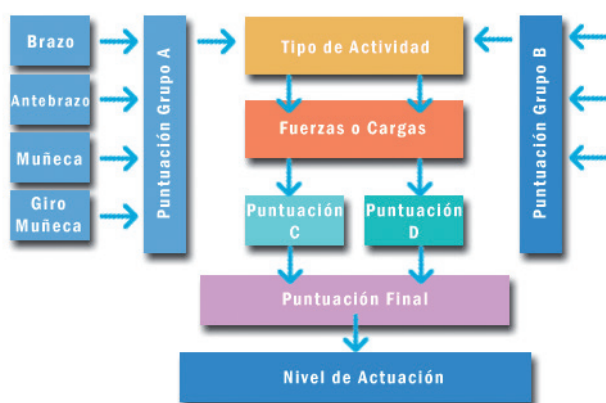 Brazo
Antebrazo
Muñeca
Giro
Muñeca
Puntuación Grupo A
Tipo de Actividad
Fuerzas o Cargas
Puntuación
C
Puntuación
D
Puntuación Final
Nivel de Actuación
Puntuación Grupo B